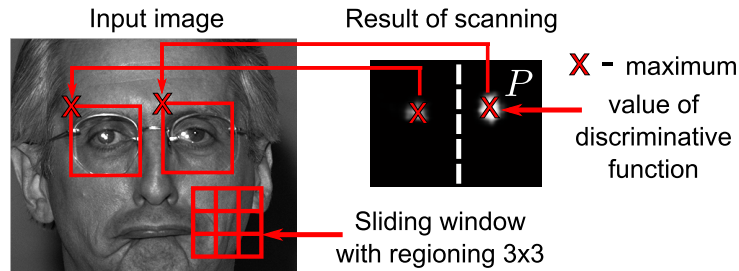 Input image
Result of scanning
P
X - maximum
value of
discriminative
function
X
X
X
X
Sliding window
with regioning 3x3